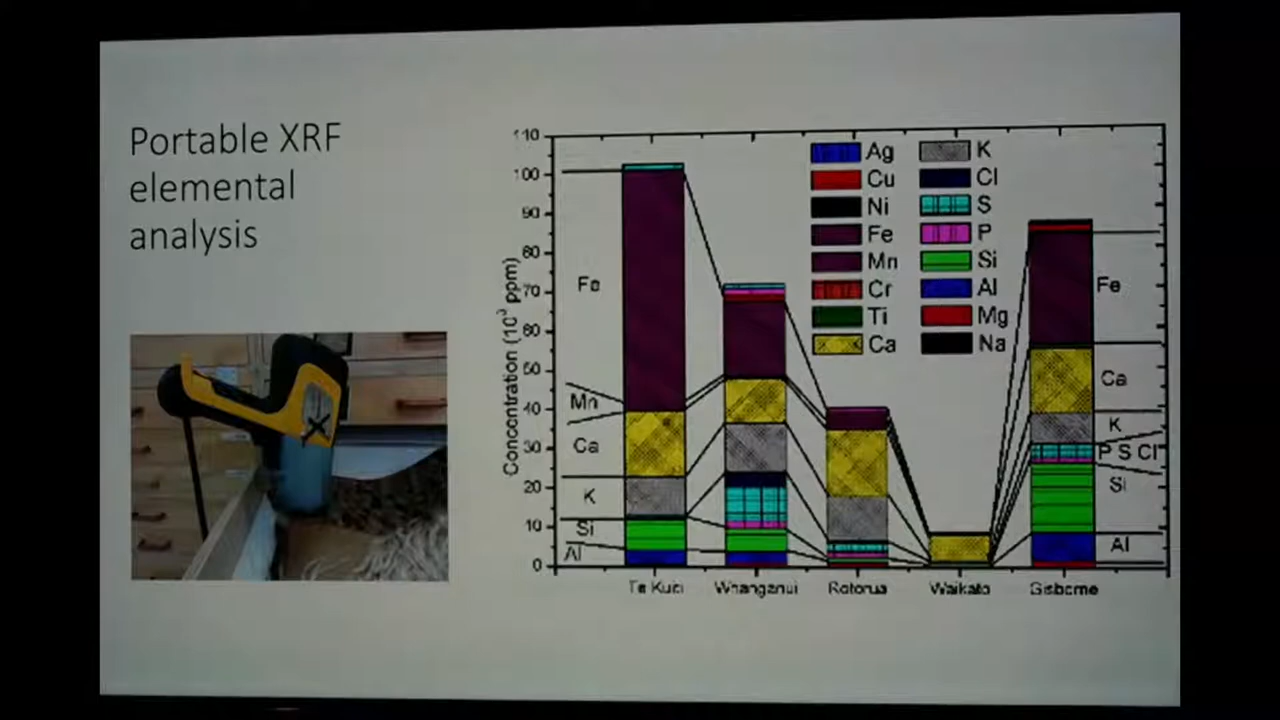 Portable XRF
elemental
analysis
Concentration (10³ ppm)
110
100
90
80
70
60
50
40
30
20
10
0
Ag
Cu
Ni
Fe
Mn
Cr
Ti
Ca
K
Cl
S
P
Si
Al
Mg
Na
Fe
Mn
Ca
K
Si
Al
Fe
Ca
K
P S Cl
Si
Al
Te Kuiti
Whanganui
Rotorua
Waikato
Gisborne